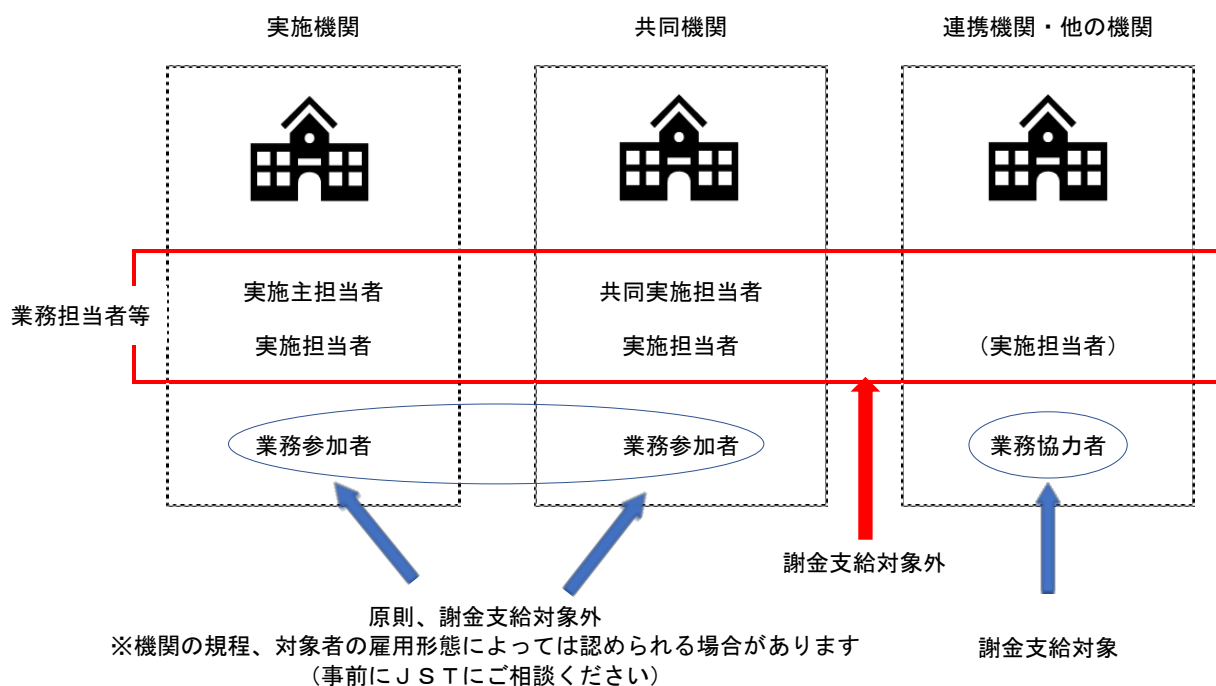 実施機関
共同機関
連携機関・他の機関
業務担当者等
実施主担当者
共同実施担当者
実施担当者
実施担当者
（実施担当者）
業務参加者
業務参加者
業務協力者
謝金支給対象外
原則、謝金支給対象外
※機関の規程、対象者の雇用形態によっては認められる場合があります
（事前にＪＳＴにご相談ください）
謝金支給対象